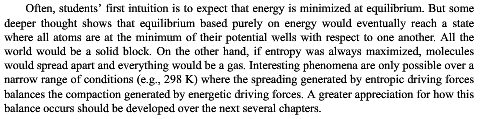 Often, students' first intuition is to expect that energy is minimized at equilibrium. But some
deeper thought shows that equilibrium based purely on energy would eventually reach a state
where all atoms are at the minimum of their potential wells with respect to one another. All the
world would be a solid block. On the other hand, if entropy was always maximized, molecules
would spread apart and everything would be a gas. Interesting phenomena are only possible over a
narrow range of conditions (e.g., 298 K) where the spreading generated by entropic driving forces
balances the compaction generated by energetic driving forces. A greater appreciation for how this
balance occurs should be developed over the next several chapters.